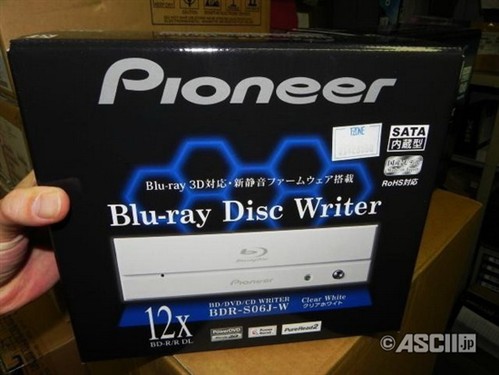 Pioneer
SATA
内蔵型
RoHS対応
Blu-ray 3D対応・新静音ファームウェア搭載
Blu-ray Disc Writer
Pioneer
BD/DVD/CD WRITER
BDR-S06J-W
Clear White
クリアホワイト
12x
BD-R/R DL
PowerDVD
PureRead2
©ASCII.jp